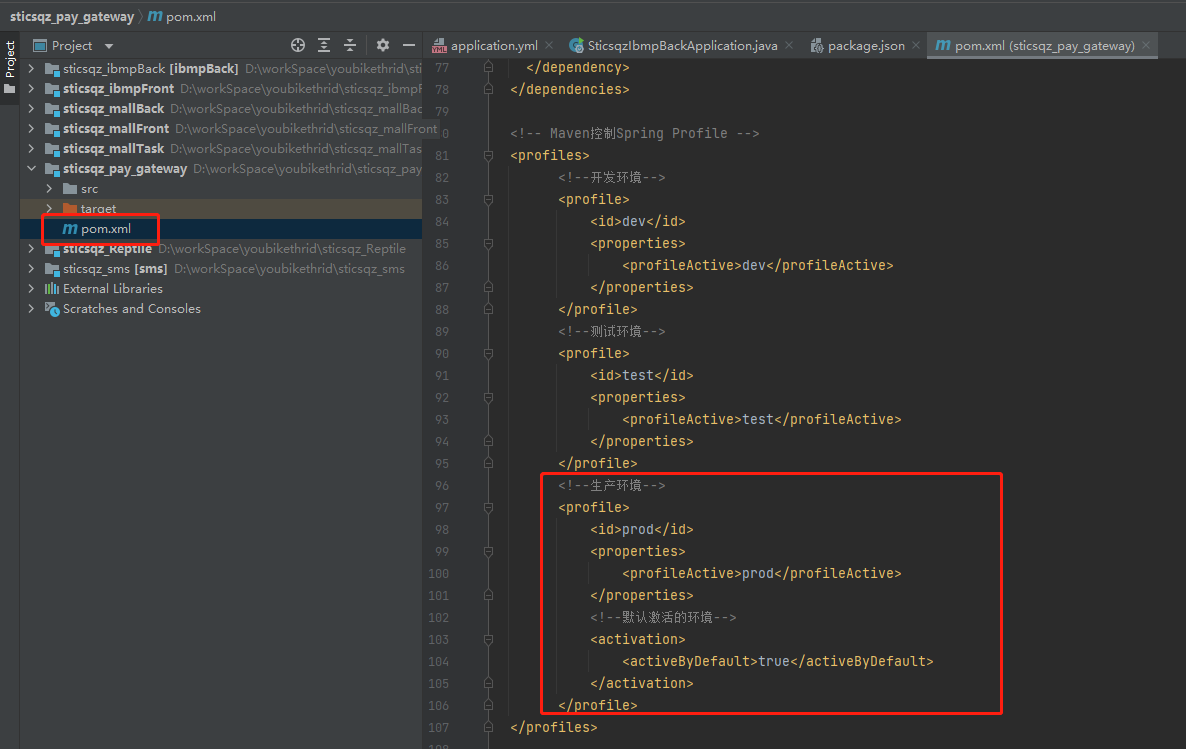 sticsqz_pay_gateway pom.xml
Project
Project
application.yml
SticsqzIbmpBackApplication.java
package.json
pom.xml (sticsqz_pay_gateway)
sticsqz_ibmpBack [ibmpBack] D:\workSpace\youbikethrid\sti
sticsqz_ibmpFront D:\workSpace\youbikethrid\sticsqz_ibmpF
sticsqz_mallBack D:\workSpace\youbikethrid\sticsqz_mallBac
sticsqz_mallFront D:\workSpace\youbikethrid\sticsqz_mallFront
sticsqz_mallTask D:\workSpace\youbikethrid\sticsqz_mallTas
sticsqz_pay_gateway D:\workSpace\youbikethrid\sticsqz_pay
src
target
pom.xml
sticsqz_Reptile D:\workSpace\youbikethrid\sticsqz_Reptile
sticsqz_sms [sms] D:\workSpace\youbikethrid\sticsqz_sms
External Libraries
Scratches and Consoles
77 </dependency>
78 </dependencies>
79
0 <!-- Maven控制Spring Profile -->
81 <profiles>
82 <!--开发环境-->
83 <profile>
84 <id>dev</id>
85 <properties>
86 <profileActive>dev</profileActive>
87 </properties>
88 </profile>
89 <!--测试环境-->
90 <profile>
91 <id>test</id>
92 <properties>
93 <profileActive>test</profileActive>
94 </properties>
95 </profile>
96 <!--生产环境-->
97 <profile>
98 <id>prod</id>
99 <properties>
100 <profileActive>prod</profileActive>
101 </properties>
102 <!--默认激活的环境-->
103 <activation>
104 <activeByDefault>true</activeByDefault>
105 </activation>
106 </profile>
107 </profiles>